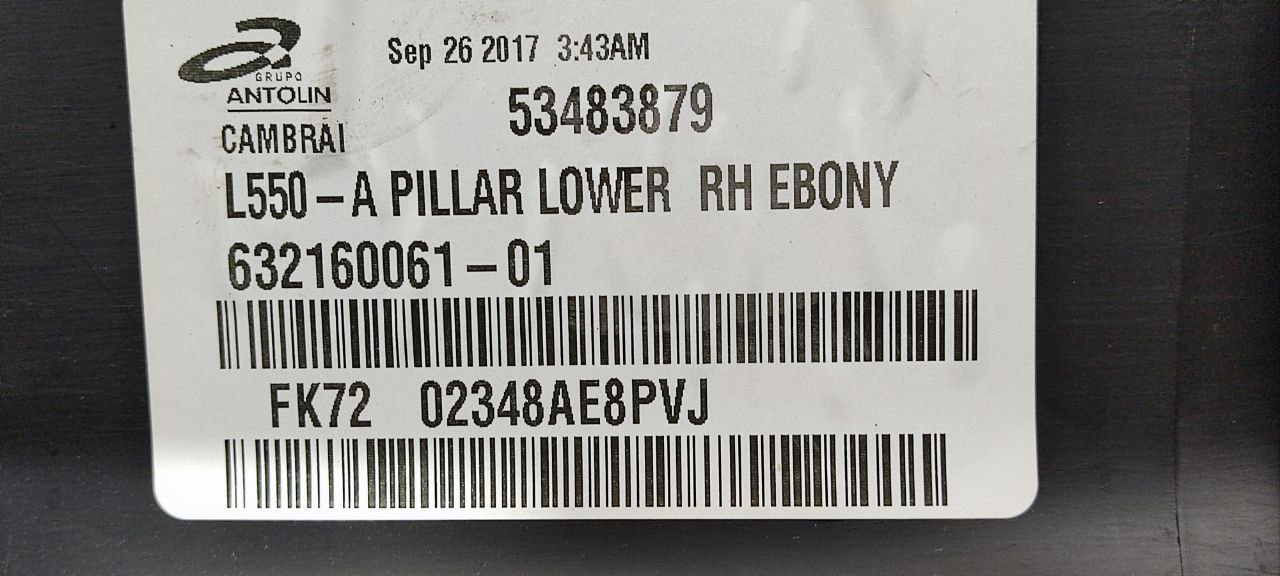 Sep 26 2017 3:43AM
GRUPO
ANTOLIN
53483879
CAMBRAI
L550-A PILLAR LOWER RH EBONY
632160061-01
FK72 02348AE8PVJ